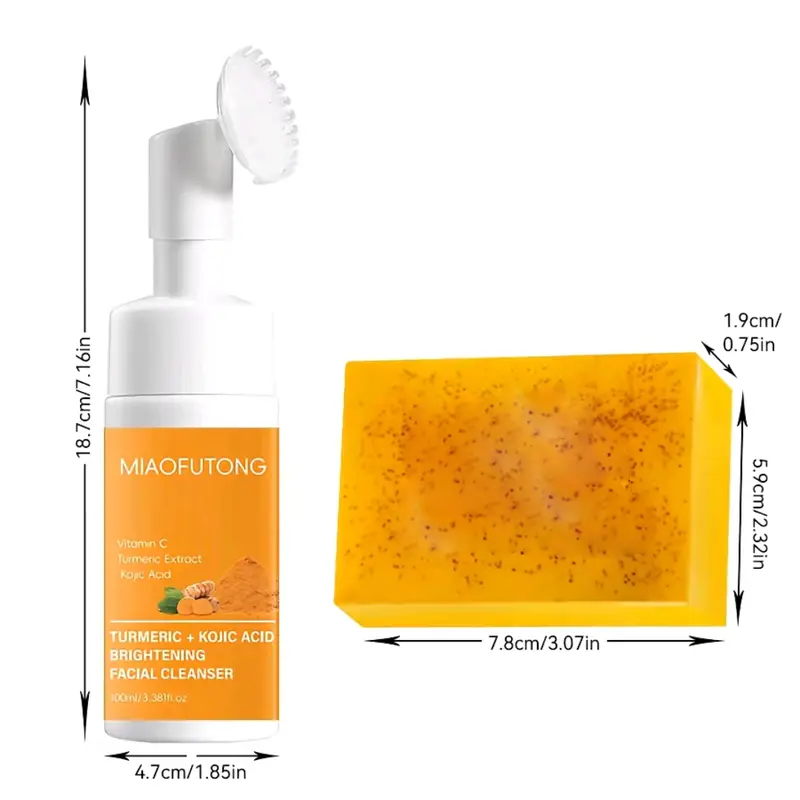 18.7cm/7.16in
MIAOFUTONG
Vitamin C
Turmeric Extract
Kojic Acid
TURMERIC + KOJIC ACID
BRIGHTENING
FACIAL CLEANSER
100ml/3.381fl.oz
4.7cm/1.85in
1.9cm/
0.75in
5.9cm/2.32in
7.8cm/3.07in